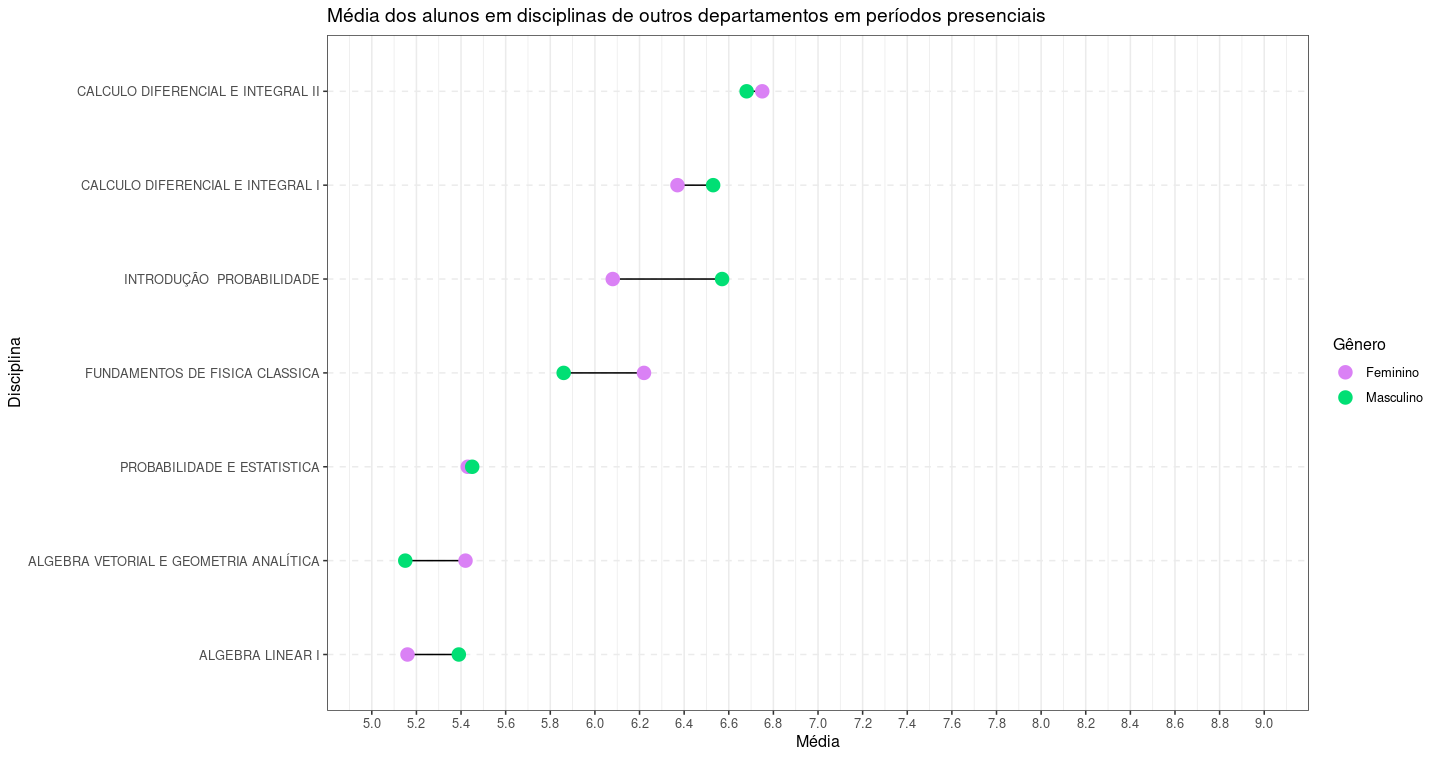 Média dos alunos em disciplinas de outros departamentos em períodos presenciais
Disciplina
CALCULO DIFERENCIAL E INTEGRAL II
CALCULO DIFERENCIAL E INTEGRAL I
INTRODUÇÃO  PROBABILIDADE
FUNDAMENTOS DE FISICA CLASSICA
PROBABILIDADE E ESTATISTICA
ALGEBRA VETORIAL E GEOMETRIA ANALÍTICA
ALGEBRA LINEAR I
5.0 5.2 5.4 5.6 5.8 6.0 6.2 6.4 6.6 6.8 7.0 7.2 7.4 7.6 7.8 8.0 8.2 8.4 8.6 8.8 9.0
Média
Gênero
Feminino
Masculino